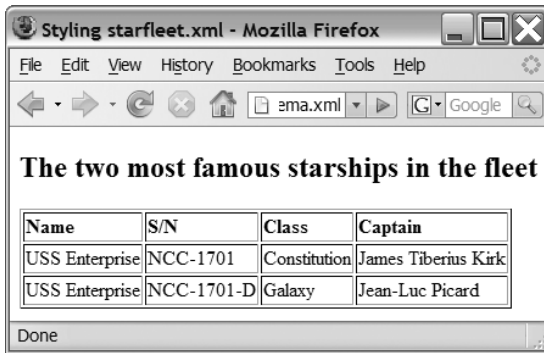 Styling starfleet.xml - Mozilla Firefox
File Edit View History Bookmarks Tools Help
ema.xml G Google
The two most famous starships in the fleet
Name S/N Class Captain
USS Enterprise NCC-1701 Constitution James Tiberius Kirk
USS Enterprise NCC-1701-D Galaxy Jean-Luc Picard
Done